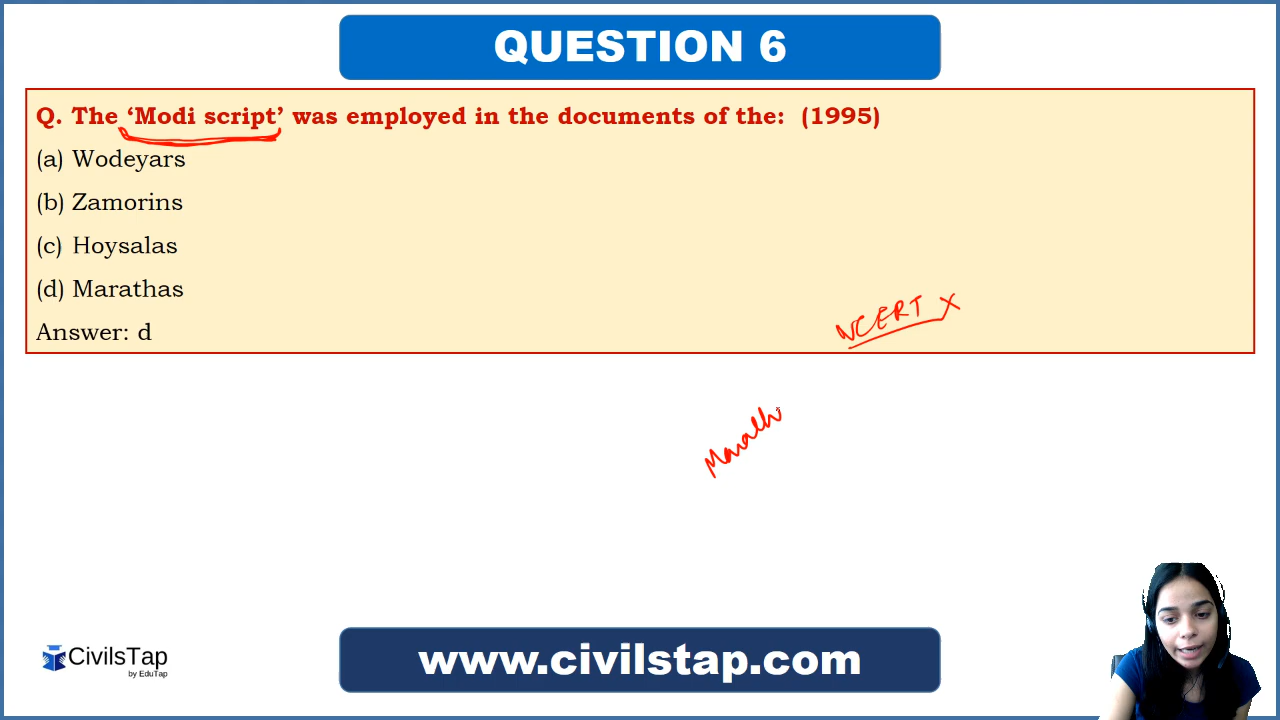 QUESTION 6
Q. The ‘Modi script’ was employed in the documents of the: (1995)
(a) Wodeyars
(b) Zamorins
(c) Hoysalas
(d) Marathas
Answer: d
NCERT X
Marath
www.civilstap.com
CivilsTap
by EduTap